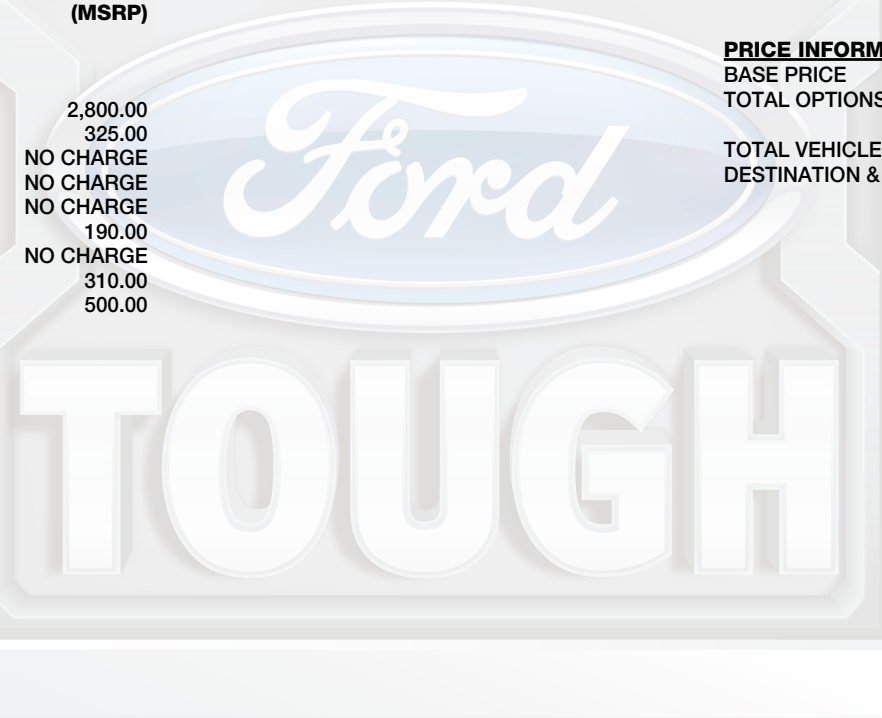 (MSRP)
2,800.00
325.00
NO CHARGE
NO CHARGE
NO CHARGE
190.00
NO CHARGE
310.00
500.00
PRICE INFORM
BASE PRICE
TOTAL OPTIONS
TOTAL VEHICLE
DESTINATION &
Ford
TOUGH